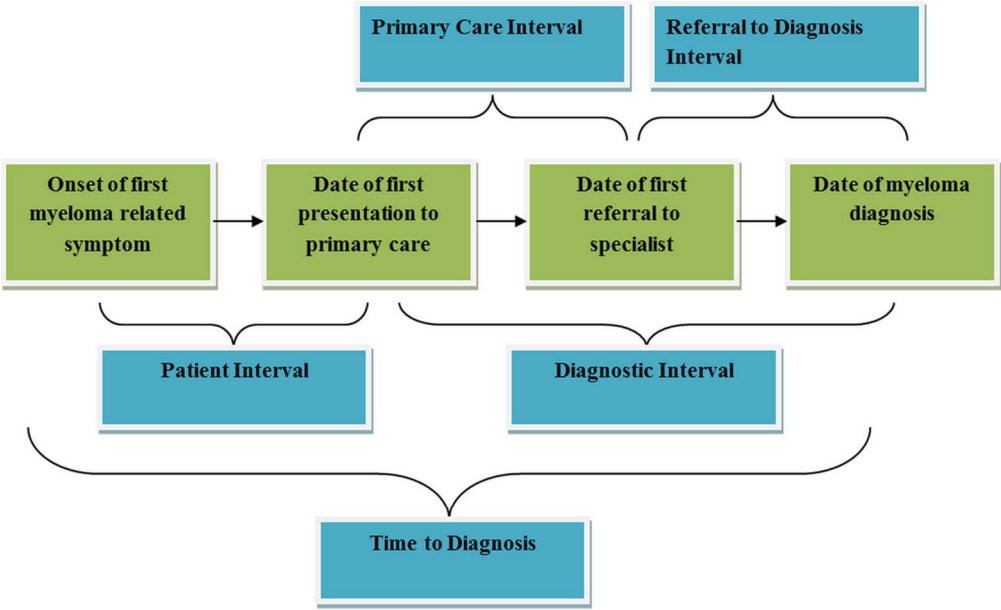 Primary Care Interval
Referral to Diagnosis
Interval
Onset of first
myeloma related
symptom
Date of first
presentation to
primary care
Date of first
referral to
specialist
Date of myeloma
diagnosis
Patient Interval
Diagnostic Interval
Time to Diagnosis